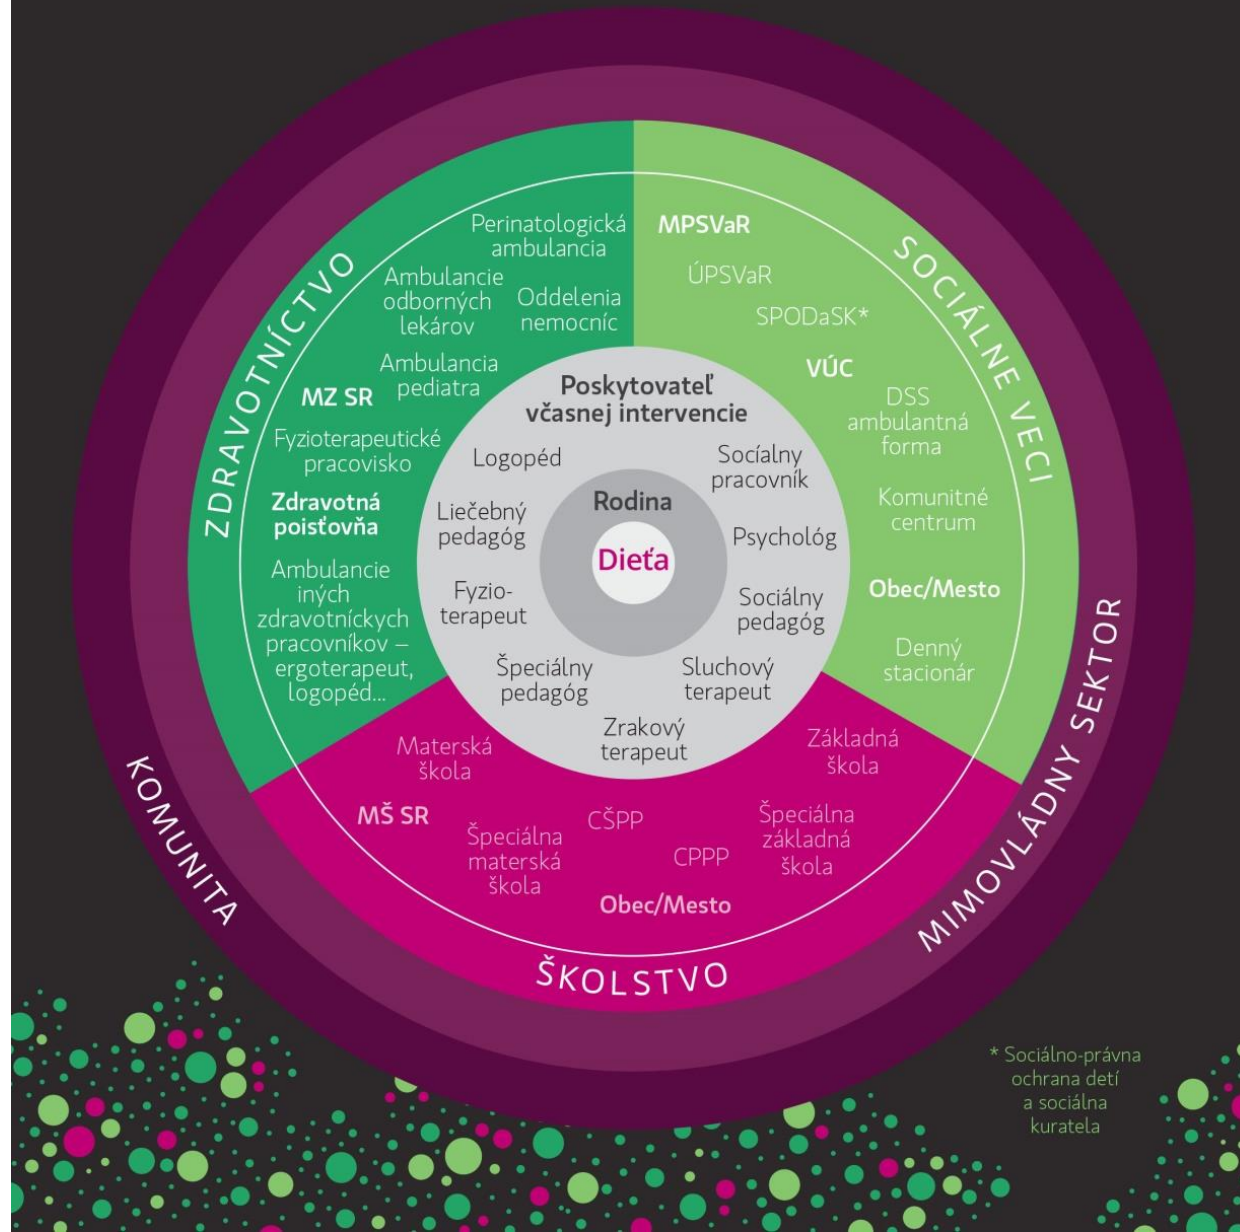 ZDRAVOTNÍCTVO
Perinatologická
ambulancia
Ambulancie
odborných
lekárov
Oddelenia
nemocníc
Ambulancia
pediatra
MZ SR
Fyzioterapeutické
pracovisko
Zdravotná
poisťovňa
Ambulancie
iných
zdravotníckych
pracovníkov –
ergoterapeut,
logopéd...
SOCIÁLNE VECI
MPSVaR
ÚPSVaR
SPODaSK*
VÚC
DSS
ambulantná
forma
Komunitné
centrum
Obec/Mesto
Denný
stacionár
Poskytovateľ
včasnej intervencie
Logopéd
Socíalny
pracovník
Liečebný
pedagóg
Psychológ
Fyzio-
terapeut
Sociálny
pedagóg
Špeciálny
pedagóg
Sluchový
terapeut
Zrakový
terapeut
Rodina
Dieťa
Materská
škola
Základná
škola
MŠ SR
Špeciálna
materská
škola
CŠPP
CPPP
Špeciálna
základná
škola
Obec/Mesto
ŠKOLSTVO
KOMUNITA
MIMOVLÁDNY SEKTOR
* Sociálno-právna
ochrana detí
a sociálna
kuratela